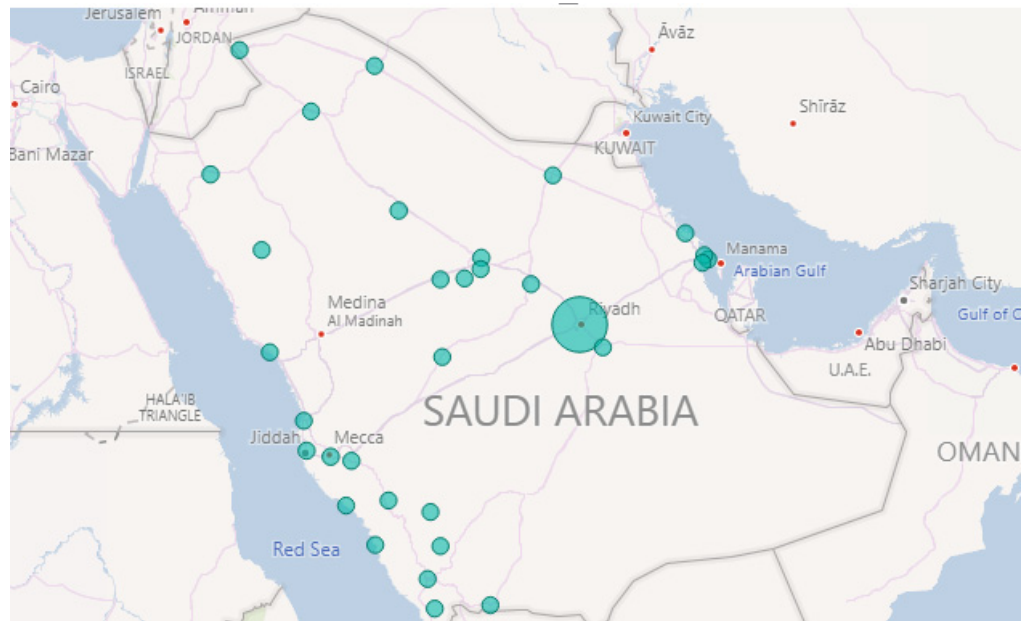 Jerusalem
Amman
JORDAN
ISRAEL
Cairo
Bani Mazar
Āvāz
Shīrāz
Kuwait City
KUWAIT
Manama
Arabian Gulf
Sharjah City
QATAR
Gulf of O
Abu Dhabi
U.A.E.
Medina
Al Madinah
Riyadh
HALA'IB
TRIANGLE
SAUDI ARABIA
Jiddah
Mecca
OMAN
Red Sea